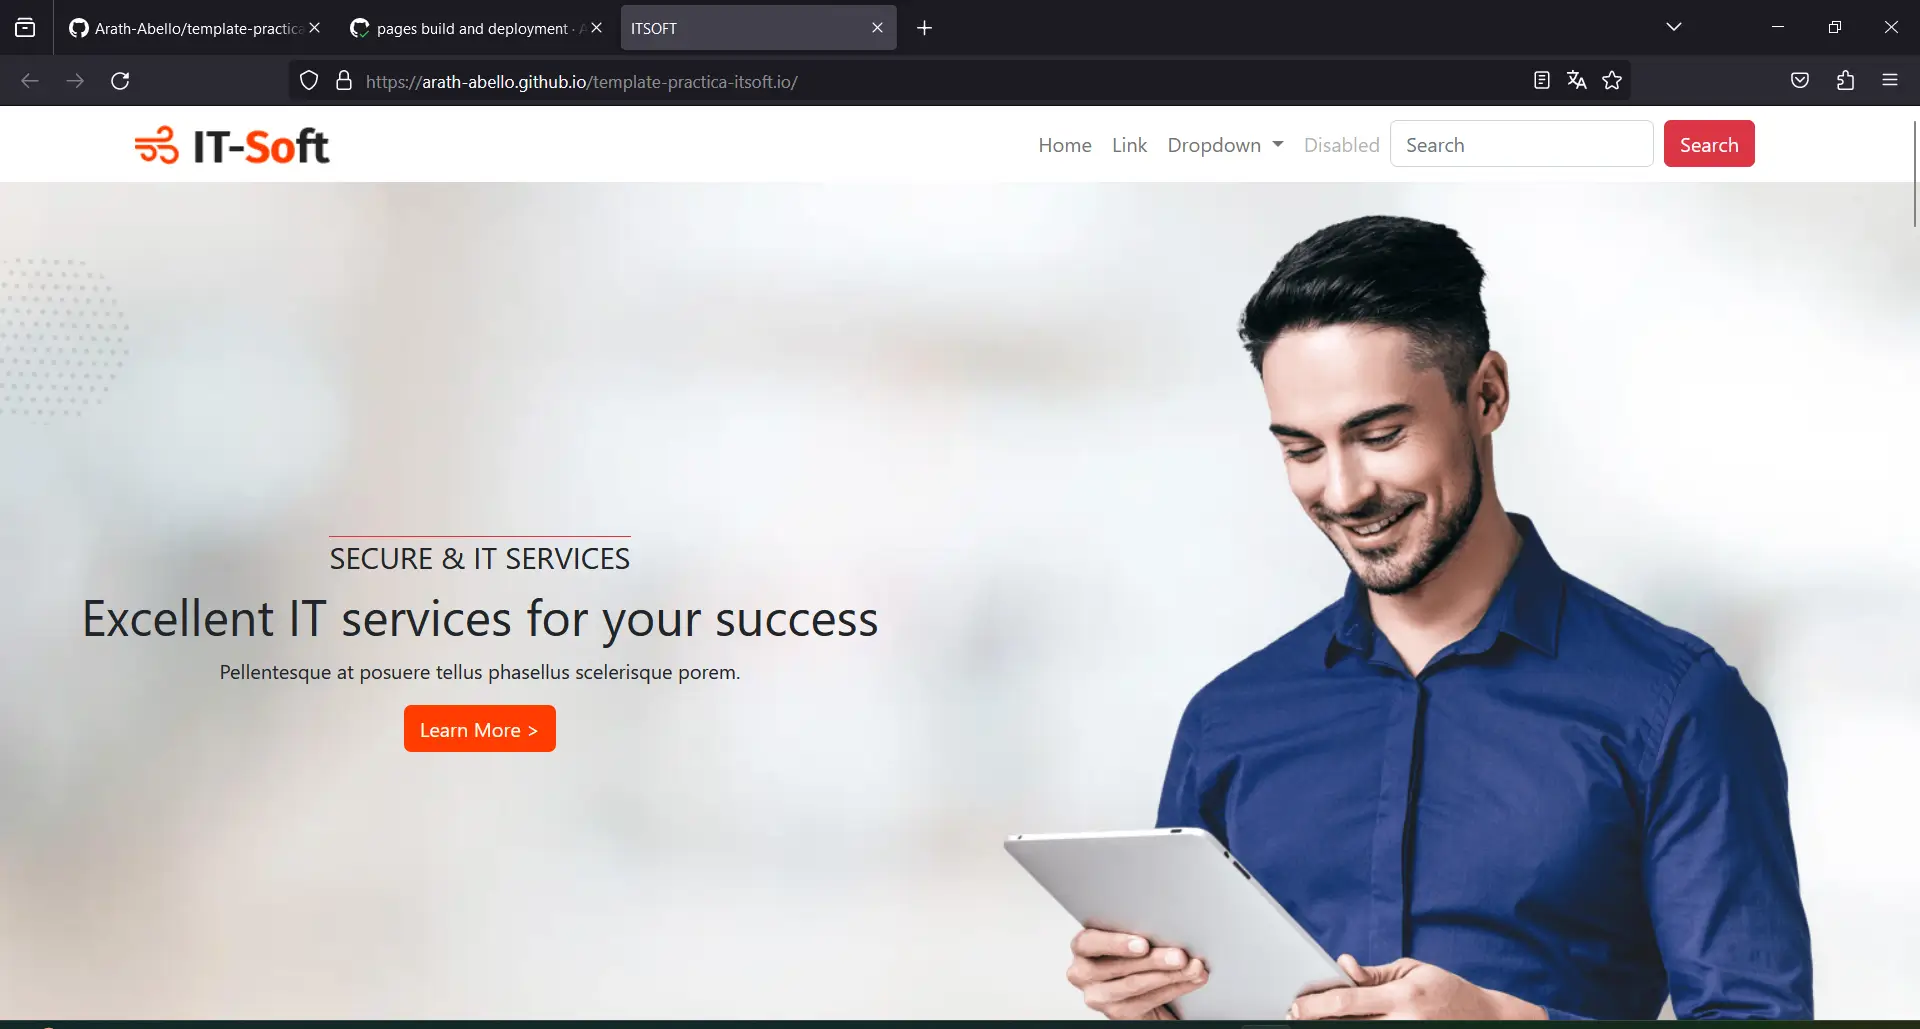 Arath-Abello/template-practica
pages build and deployment ·
ITSOFT
https://arath-abello.github.io/template-practica-itsoft.io/
IT-Soft
Home Link Dropdown Disabled Search Search
SECURE & IT SERVICES
Excellent IT services for your success
Pellentesque at posuere tellus phasellus scelerisque porem.
Learn More >